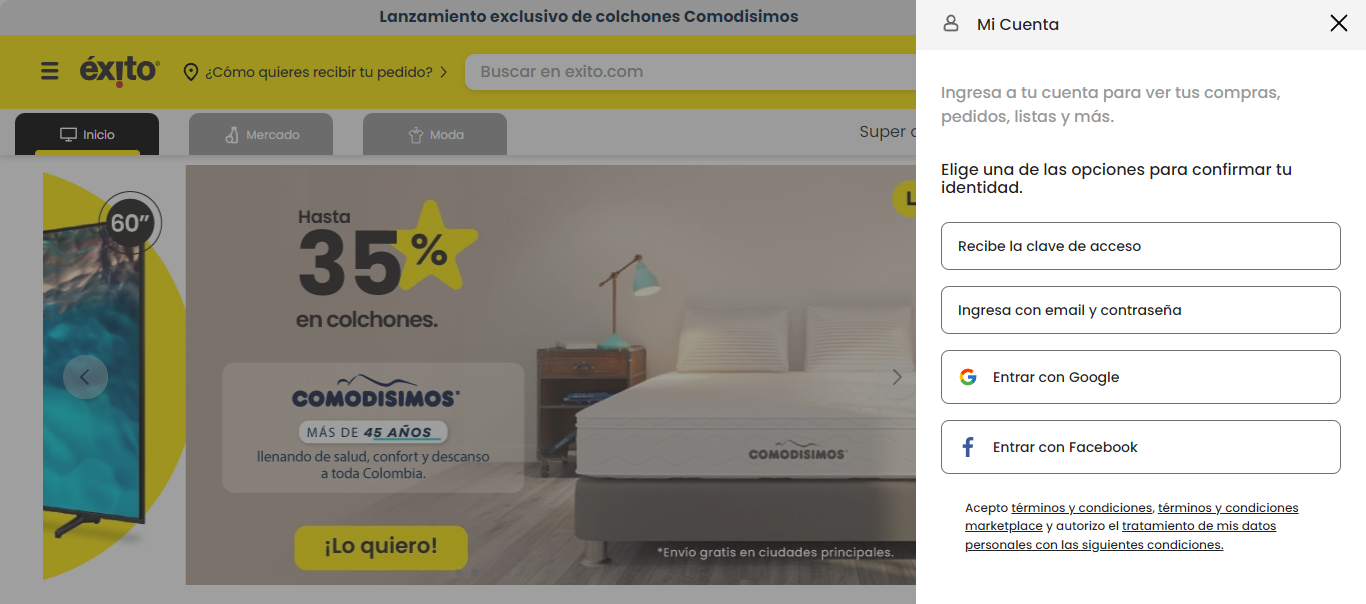 Lanzamiento exclusivo de colchones Comodisimos
éxito
¿Cómo quieres recibir tu pedido?
Buscar en exito.com
Inicio
Mercado
Moda
Super
60”
Hasta
35%
en colchones.
COMODISIMOS
MÁS DE 45 AÑOS
llenando de salud, confort y descanso
a toda Colombia.
¡Lo quiero!
COMODISIMOS
*Envío gratis en ciudades principales.
Mi Cuenta
Ingresa a tu cuenta para ver tus compras,
pedidos, listas y más.
Elige una de las opciones para confirmar tu
identidad.
Recibe la clave de acceso
Ingresa con email y contraseña
Entrar con Google
Entrar con Facebook
Acepto términos y condiciones, términos y condiciones
marketplace y autorizo el tratamiento de mis datos
personales con las siguientes condiciones.